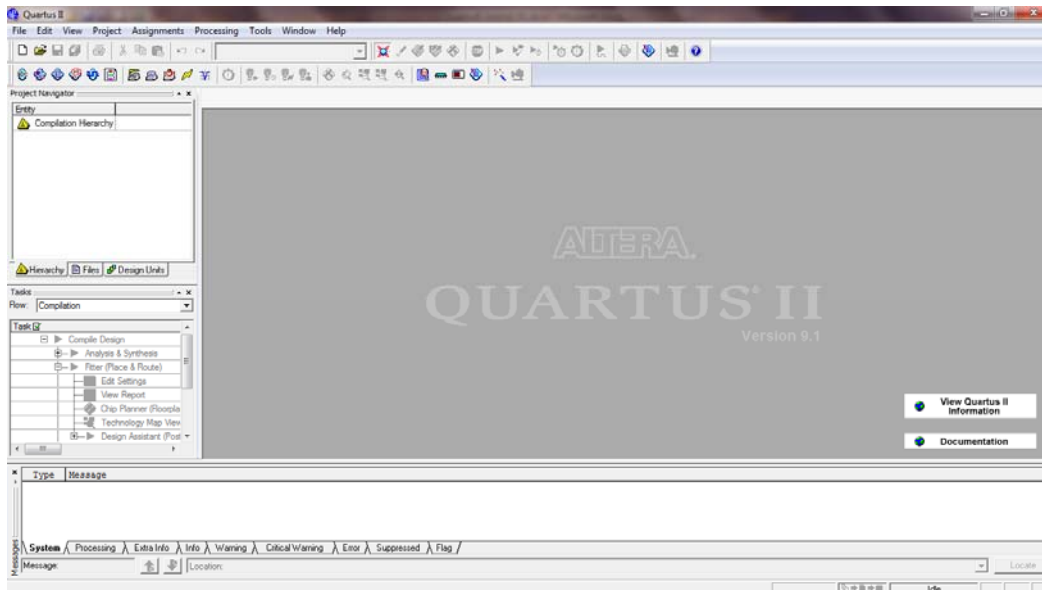 Quartus II
File Edit View Project Assignments Processing Tools Window Help
Project Navigator
Entity
Compilation Hierarchy
Hierarchy Files Design Units
Tasks
Flow: Compilation
Task
Compile Design
Analysis & Synthesis
Fitter (Place & Route)
Edit Settings
View Report
Chip Planner (Floorpla
Technology Map View
Design Assistant (Post
ALTERA.
QUARTUS II
Version 9.1
View Quartus II
Information
Documentation
Type Message
System Processing Extra Info Info Warning Critical Warning Error Suppressed Flag
Messages
Message: Location: Locate
Idle